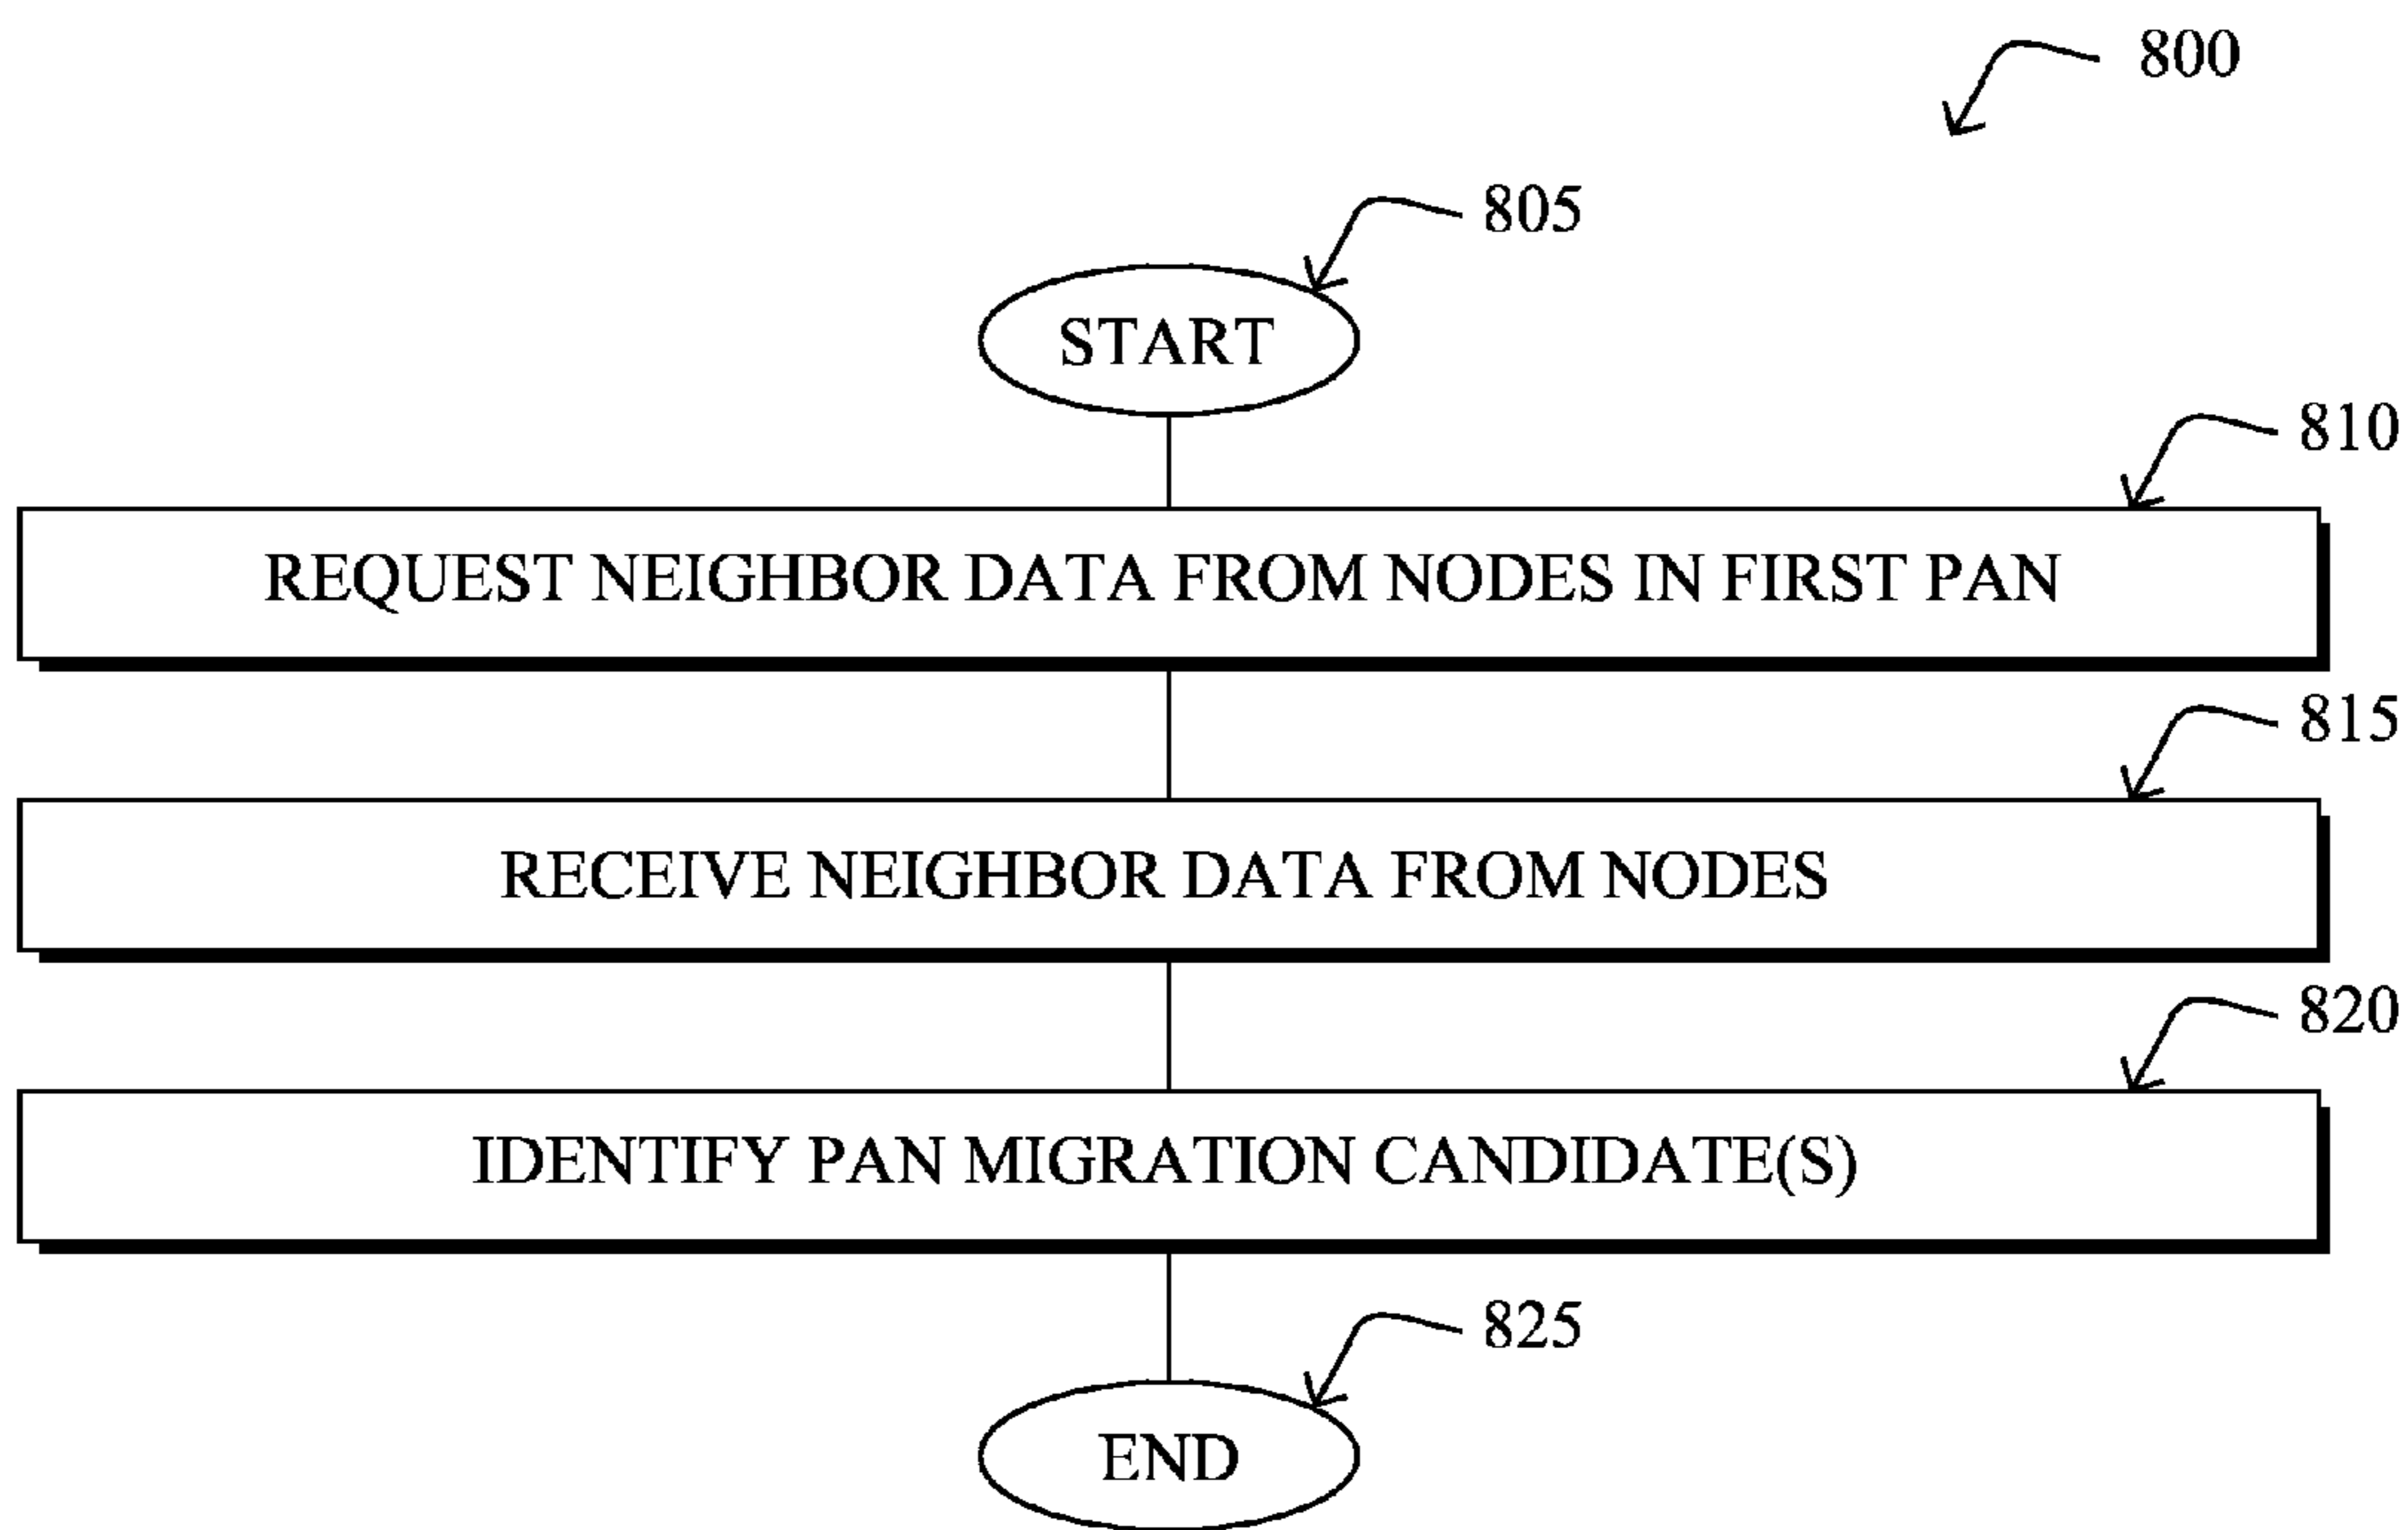 800
805
START
810
REQUEST NEIGHBOR DATA FROM NODES IN FIRST PAN
815
RECEIVE NEIGHBOR DATA FROM NODES
820
IDENTIFY PAN MIGRATION CANDIDATE(S)
825
END